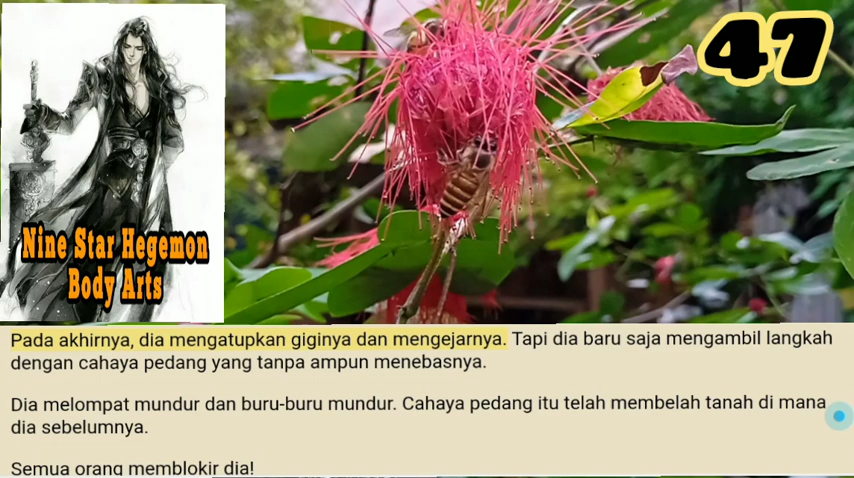 47
Nine Star Hegemon
Body Arts
Pada akhirnya, dia mengatupkan giginya dan mengejarnya. Tapi dia baru saja mengambil langkah
dengan cahaya pedang yang tanpa ampun menebasnya.
Dia melompat mundur dan buru-buru mundur. Cahaya pedang itu telah membelah tanah di mana
dia sebelumnya.
Semua orang memblokir dia!